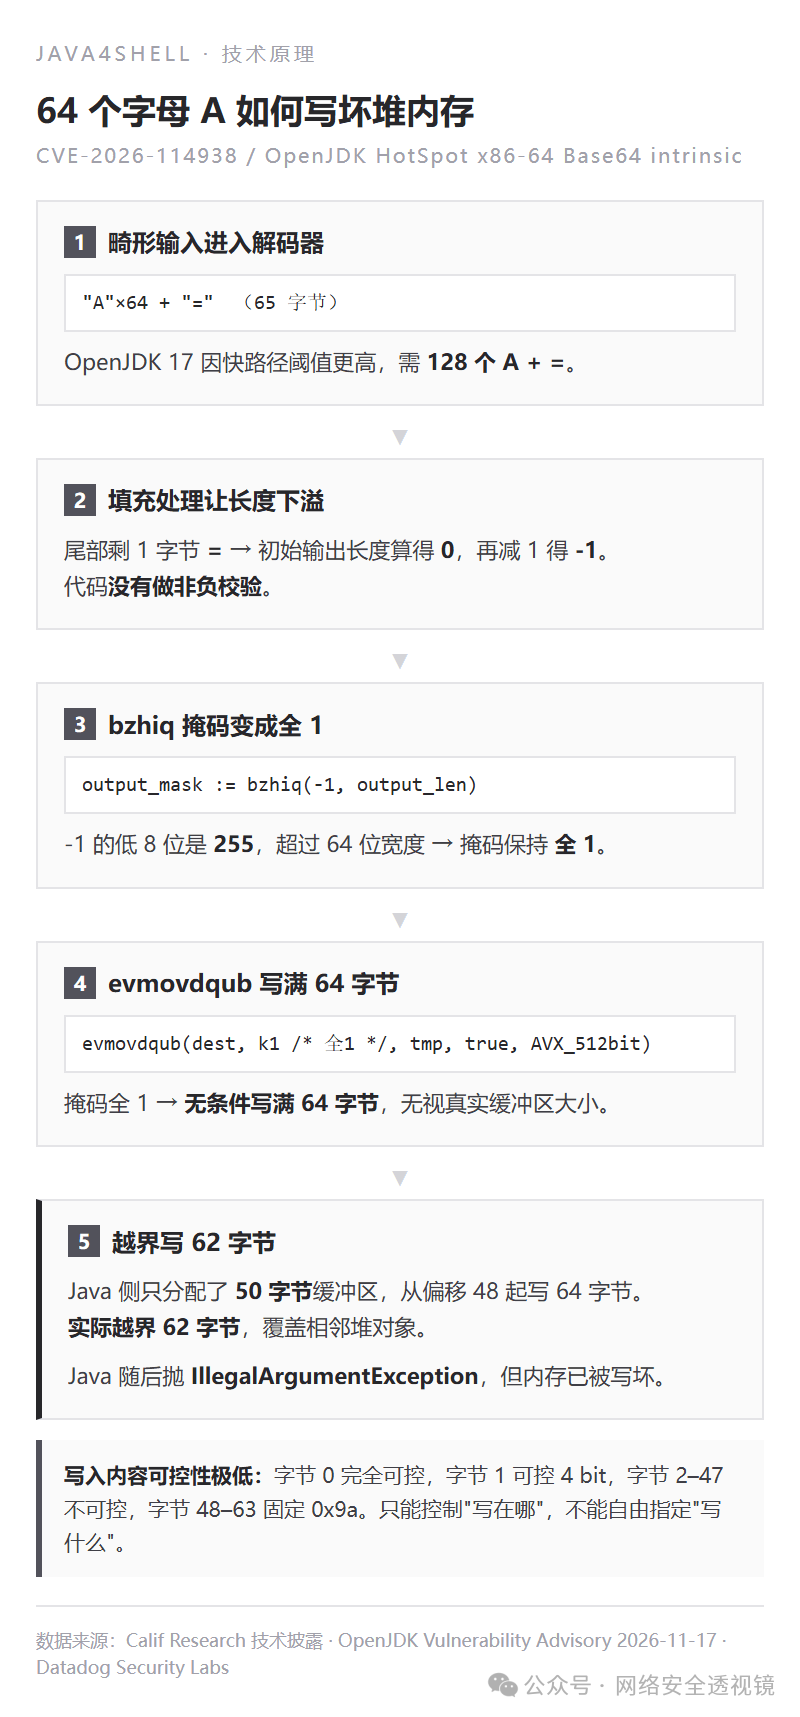 JAVA4SHELL · 技术原理
64 个字母 A 如何写坏堆内存
CVE-2026-114938 / OpenJDK HotSpot x86-64 Base64 intrinsic
1 畸形输入进入解码器
"A"×64 + "=" （65 字节）
OpenJDK 17 因快路径阈值更高，需 128 个 A + =。
▼
2 填充处理让长度下溢
尾部剩 1 字节 = → 初始输出长度算得 0，再减 1 得 -1。
代码没有做非负校验。
▼
3 bzhiq 掩码变成全 1
output_mask := bzhiq(-1, output_len)
-1 的低 8 位是 255，超过 64 位宽度 → 掩码保持 全 1。
▼
4 evmovdqub 写满 64 字节
evmovdqub(dest, k1 /* 全1 */, tmp, true, AVX_512bit)
掩码全 1 → 无条件写满 64 字节，无视真实缓冲区大小。
▼
5 越界写 62 字节
Java 侧只分配了 50 字节缓冲区，从偏移 48 起写 64 字节。
实际越界 62 字节，覆盖相邻堆对象。
Java 随后抛 IllegalArgumentException，但内存已被写坏。
写入内容可控性极低：字节 0 完全可控，字节 1 可控 4 bit，字节 2–47
不可控，字节 48–63 固定 0x9a。只能控制"写在哪"，不能自由指定"写
什么"。
数据来源：Calif Research 技术披露 · OpenJDK Vulnerability Advisory 2026-11-17 ·
Datadog Security Labs
公众号 · 网络安全透视镜